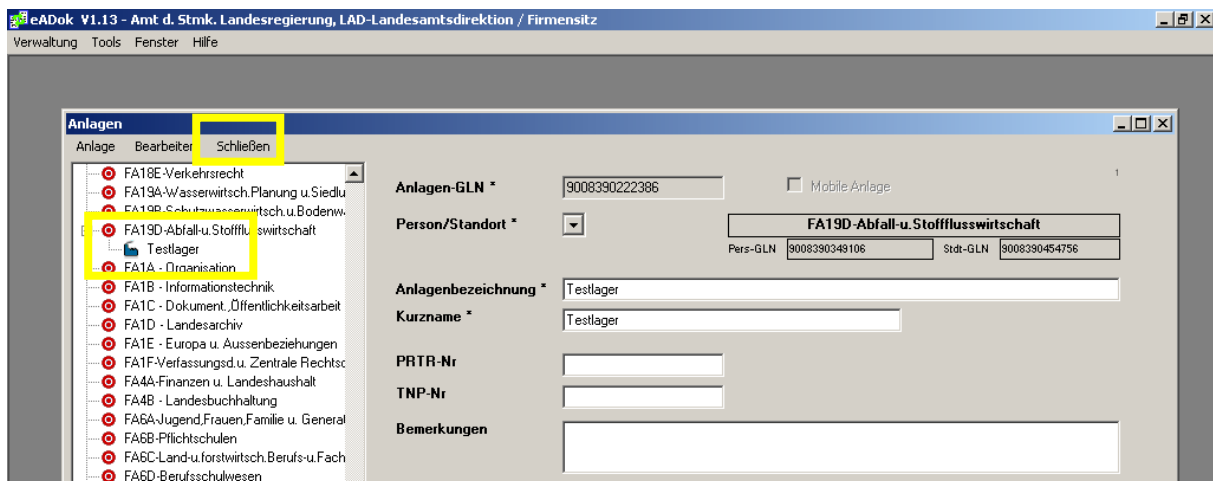 eADok V1.13 - Amt d. Stmk. Landesregierung, LAD-Landesamtsdirektion / Firmensitz
Verwaltung Tools Fenster Hilfe
Anlagen
Anlage Bearbeiten Schließen
FA18E-Verkehrsrecht
FA19A-Wasserwirtsch.Planung u.Siedlu
FA19B-Schutzwasserwirtsch.u.Bodenw.
FA19D-Abfall-u.Stoffflusswirtschaft
Testlager
FA1A - Organisation
FA1B - Informationstechnik
FA1C - Dokument.,Öffentlichkeitsarbeit
FA1D - Landesarchiv
FA1E - Europa u. Aussenbeziehungen
FA1F-Verfassungsd.u. Zentrale Rechtsc
FA4A-Finanzen u. Landeshaushalt
FA4B - Landesbuchhaltung
FA6A-Jugend,Frauen,Familie u. General
FA6B-Pflichtschulen
FA6C-Land-u.forstwirtsch.Berufs-u.Fach
FA6D-Berufsschulwesen
1
Anlagen-GLN * 9008390222386 Mobile Anlage
Person/Standort * FA19D-Abfall-u.Stoffflusswirtschaft
Pers-GLN 9008390349106 Stdt-GLN 9008390454756
Anlagenbezeichnung * Testlager
Kurzname * Testlager
PRTR-Nr
TNP-Nr
Bemerkungen